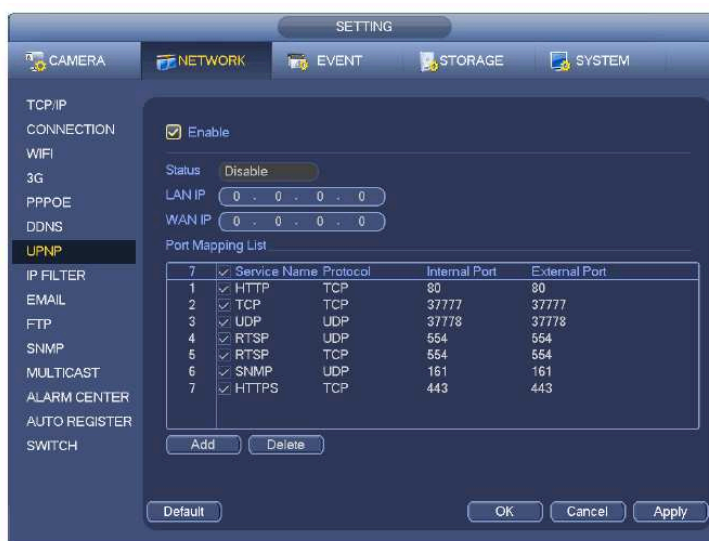 SETTING
CAMERA NETWORK EVENT STORAGE SYSTEM
TCP/IP
CONNECTION
WIFI
3G
PPPOE
DDNS
UPNP
IP FILTER
EMAIL
FTP
SNMP
MULTICAST
ALARM CENTER
AUTO REGISTER
SWITCH
Enable
Status Disable
LAN IP 0 . 0 . 0 . 0
WAN IP 0 . 0 . 0 . 0
Port Mapping List
7 Service Name Protocol Internal Port External Port
1 HTTP TCP 80 80
2 TCP TCP 37777 37777
3 UDP UDP 37778 37778
4 RTSP UDP 554 554
5 RTSP TCP 554 554
6 SNMP UDP 161 161
7 HTTPS TCP 443 443
Add Delete
Default OK Cancel Apply